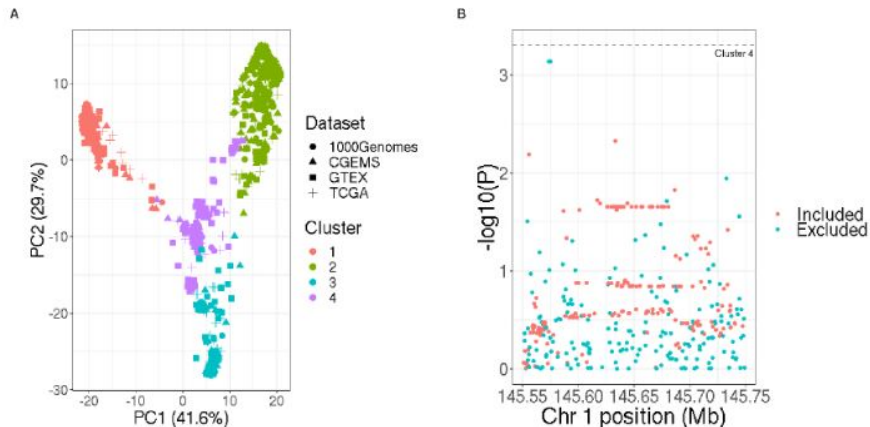 A
PC2 (29.7%)
10
0
-10
-20
-30
-20
-10
0
10
20
PC1 (41.6%)
Dataset
1000Genomes
CGEMS
GTEX
TCGA
Cluster
1
2
3
4
B
-log10(P)
3
2
1
0
Cluster 4
145.55
145.60
145.65
145.70
145.75
Chr 1 position (Mb)
Included
Excluded